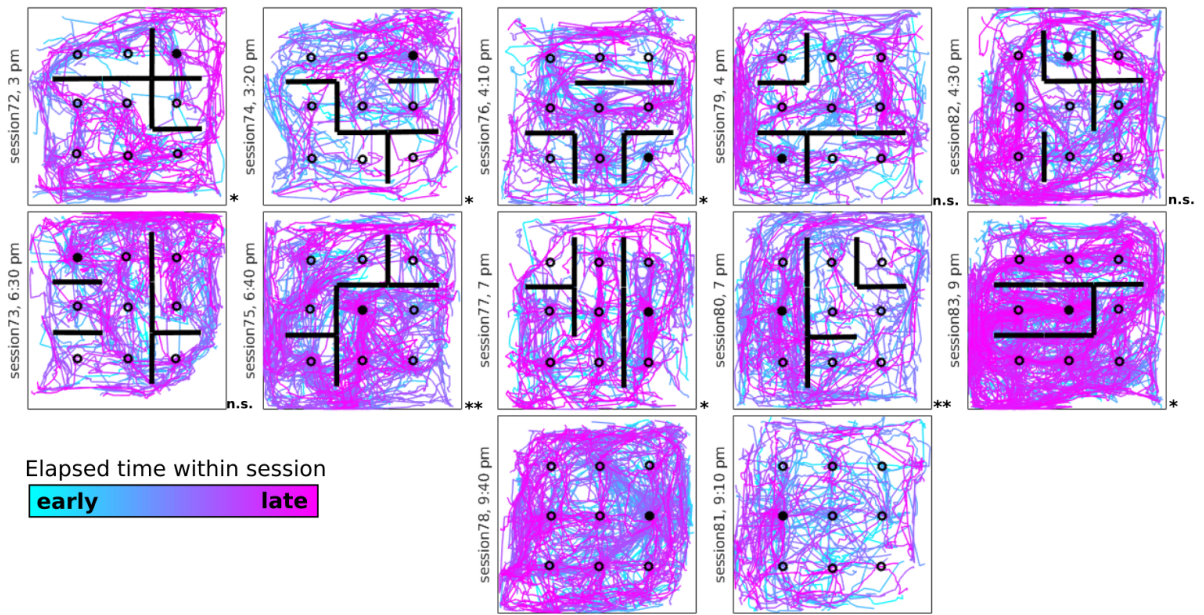 session72, 3 pm
*
session74, 3:20 pm
*
session76, 4:10 pm
*
session79, 4 pm
n.s.
session82, 4:30 pm
n.s.
session73, 6:30 pm
n.s.
session75, 6:40 pm
**
session77, 7 pm
*
session80, 7 pm
**
session83, 9 pm
*
session78, 9:40 pm
session81, 9:10 pm
Elapsed time within session
early late